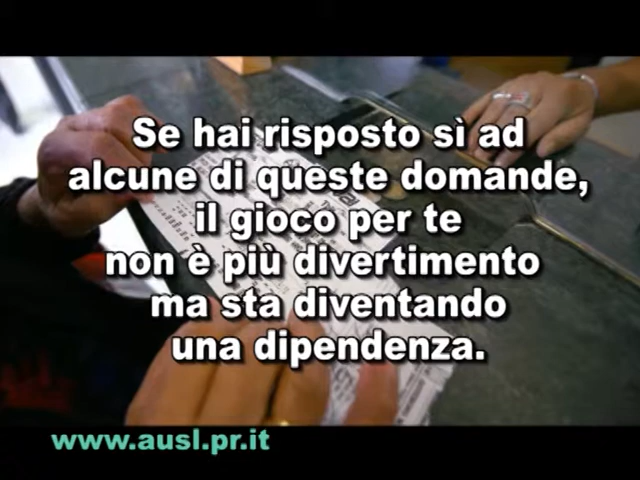 Se hai risposto sì ad
alcune di queste domande,
il gioco per te
non è più divertimento
ma sta diventando
una dipendenza.
www.ausl.pr.it